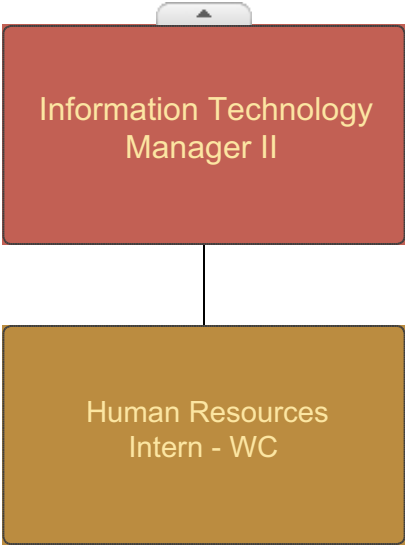 Information Technology
Manager II
Human Resources
Intern - WC